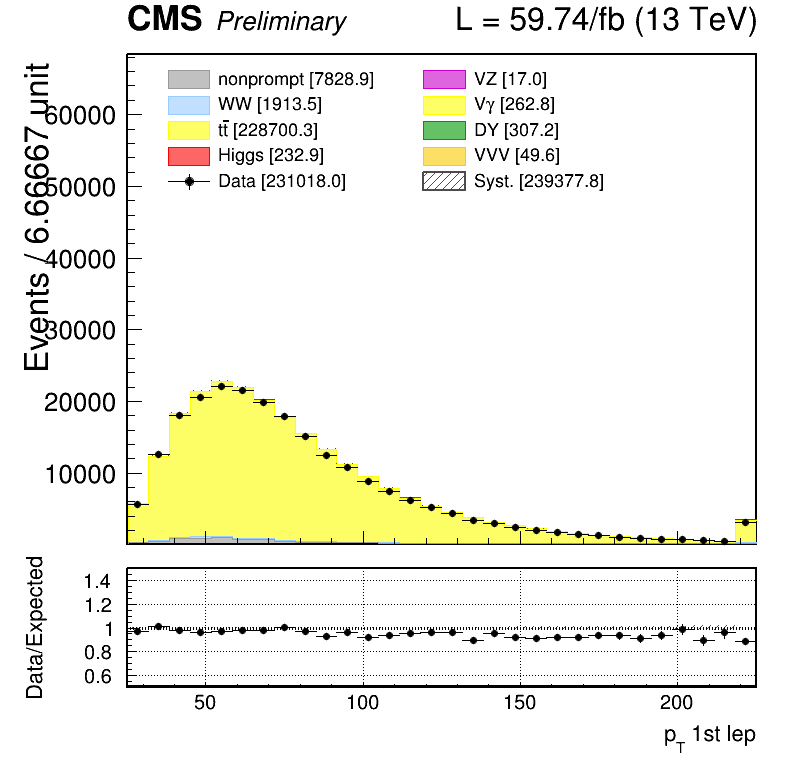 CMS Preliminary L = 59.74/fb (13 TeV)
Events / 6.66667 unit
nonprompt [7828.9] VZ [17.0]
WW [1913.5] Vγ [262.8]
tt̄ [228700.3] DY [307.2]
Higgs [232.9] VVV [49.6]
Data [231018.0] Syst. [239377.8]
60000
50000
40000
30000
20000
10000
Data/Expected
1.4
1.2
1
0.8
0.6
50 100 150 200
p_T 1st lep